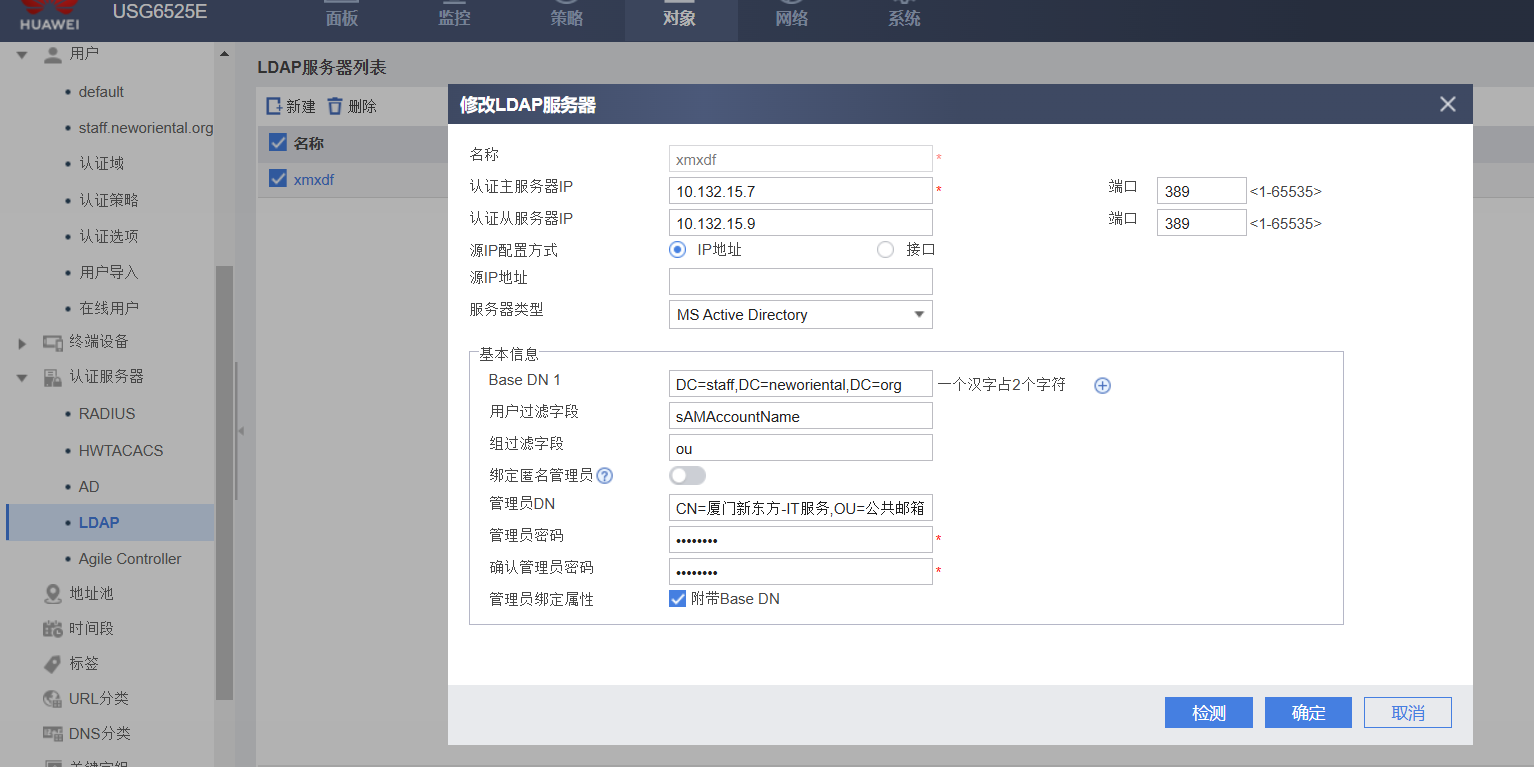 HUAWEI
USG6525E
面板
监控
策略
对象
网络
系统
用户
default
staff.neworiental.org
认证域
认证策略
认证选项
用户导入
在线用户
终端设备
认证服务器
RADIUS
HWTACACS
AD
LDAP
Agile Controller
地址池
时间段
标签
URL分类
DNS分类
关键字组
LDAP服务器列表
新建 删除
名称
xmxdf
修改LDAP服务器
名称 xmxdf *
认证主服务器IP 10.132.15.7 * 端口 389 <1-65535>
认证从服务器IP 10.132.15.9 端口 389 <1-65535>
源IP配置方式 IP地址 接口
源IP地址
服务器类型 MS Active Directory
基本信息
Base DN 1 DC=staff,DC=neworiental,DC=org 一个汉字占2个字符
用户过滤字段 sAMAccountName
组过滤字段 ou
绑定匿名管理员 ?
管理员DN CN=厦门新东方-IT服务,OU=公共邮箱
管理员密码 •••••••• *
确认管理员密码 •••••••• *
管理员绑定属性 附带Base DN
检测 确定 取消